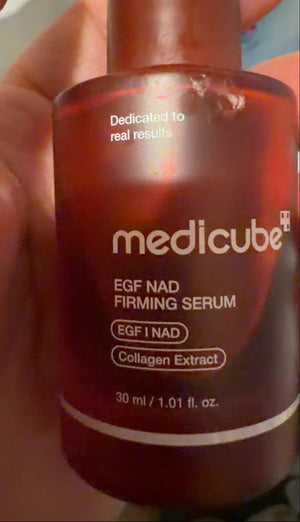 Dedicated to
real results
medicube
EGF NAD
FIRMING SERUM
EGF I NAD
Collagen Extract
30 ml / 1.01 fl. oz.